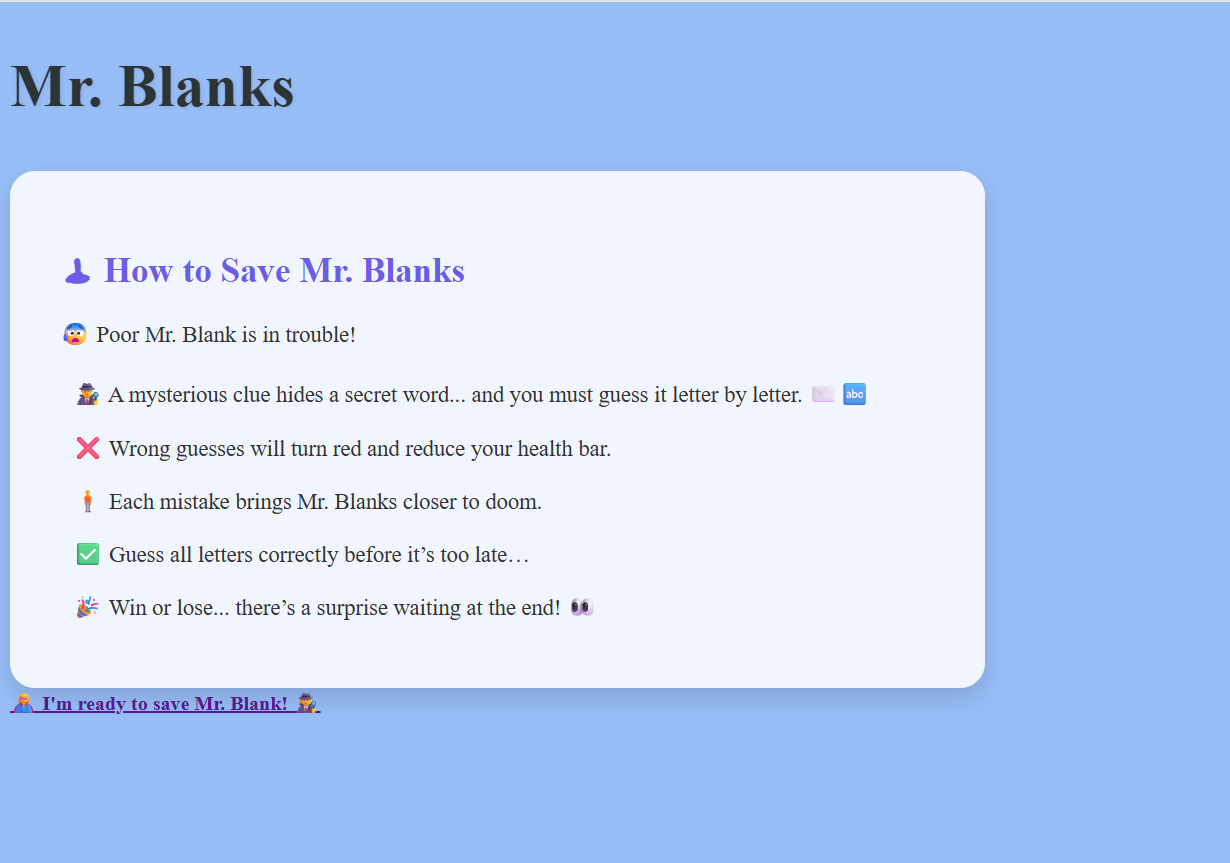 Mr. Blanks
🕹 How to Save Mr. Blanks
😰 Poor Mr. Blank is in trouble!
🕵️ A mysterious clue hides a secret word... and you must guess it letter by letter. ✉️ 🔤
❌ Wrong guesses will turn red and reduce your health bar.
🧍 Each mistake brings Mr. Blanks closer to doom.
✅ Guess all letters correctly before it’s too late…
🎉 Win or lose... there’s a surprise waiting at the end! 👀
I'm ready to save Mr. Blank! 🕵️